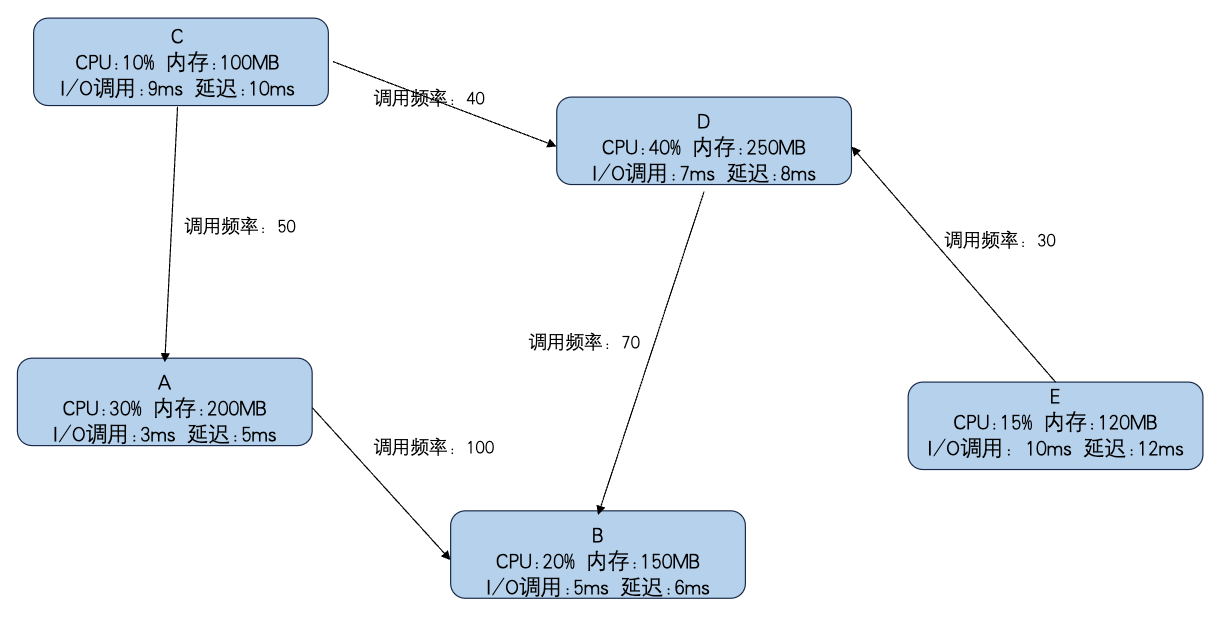 C
CPU:10% 内存:100MB
I/O调用:9ms 延迟:10ms
调用频率: 40
D
CPU:40% 内存:250MB
I/O调用:7ms 延迟:8ms
调用频率: 50
调用频率: 30
调用频率: 70
A
CPU:30% 内存:200MB
I/O调用:3ms 延迟:5ms
E
CPU:15% 内存:120MB
I/O调用: 10ms 延迟:12ms
调用频率: 100
B
CPU:20% 内存:150MB
I/O调用:5ms 延迟:6ms